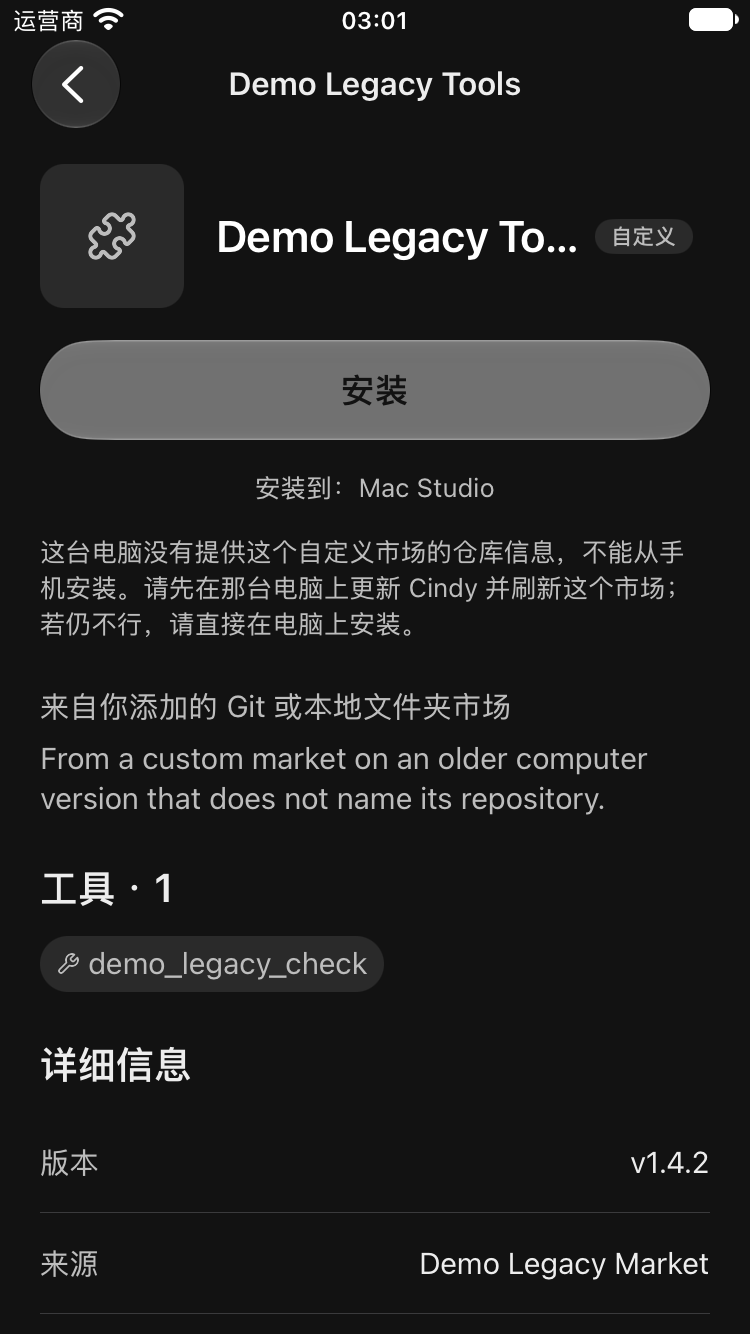 运营商
03:01
Demo Legacy Tools
Demo Legacy To...
自定义
安装
安装到：Mac Studio
这台电脑没有提供这个自定义市场的仓库信息，不能从手
机安装。请先在那台电脑上更新 Cindy 并刷新这个市场；
若仍不行，请直接在电脑上安装。
来自你添加的 Git 或本地文件夹市场
From a custom market on an older computer
version that does not name its repository.
工具 · 1
demo_legacy_check
详细信息
版本
v1.4.2
来源
Demo Legacy Market